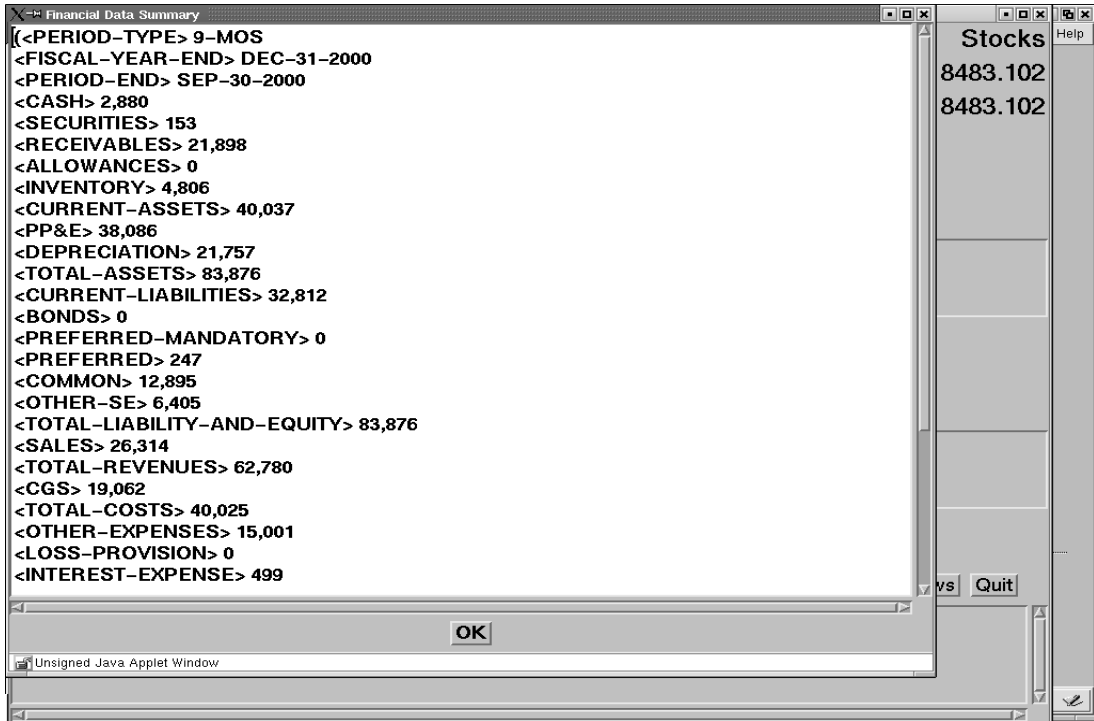 Financial Data Summary
[(<PERIOD-TYPE> 9-MOS
<FISCAL-YEAR-END> DEC-31-2000
<PERIOD-END> SEP-30-2000
<CASH> 2,880
<SECURITIES> 153
<RECEIVABLES> 21,898
<ALLOWANCES> 0
<INVENTORY> 4,806
<CURRENT-ASSETS> 40,037
<PP&E> 38,086
<DEPRECIATION> 21,757
<TOTAL-ASSETS> 83,876
<CURRENT-LIABILITIES> 32,812
<BONDS> 0
<PREFERRED-MANDATORY> 0
<PREFERRED> 247
<COMMON> 12,895
<OTHER-SE> 6,405
<TOTAL-LIABILITY-AND-EQUITY> 83,876
<SALES> 26,314
<TOTAL-REVENUES> 62,780
<CGS> 19,062
<TOTAL-COSTS> 40,025
<OTHER-EXPENSES> 15,001
<LOSS-PROVISION> 0
<INTEREST-EXPENSE> 499
OK
Unsigned Java Applet Window
Stocks
8483.102
8483.102
Help
ws Quit